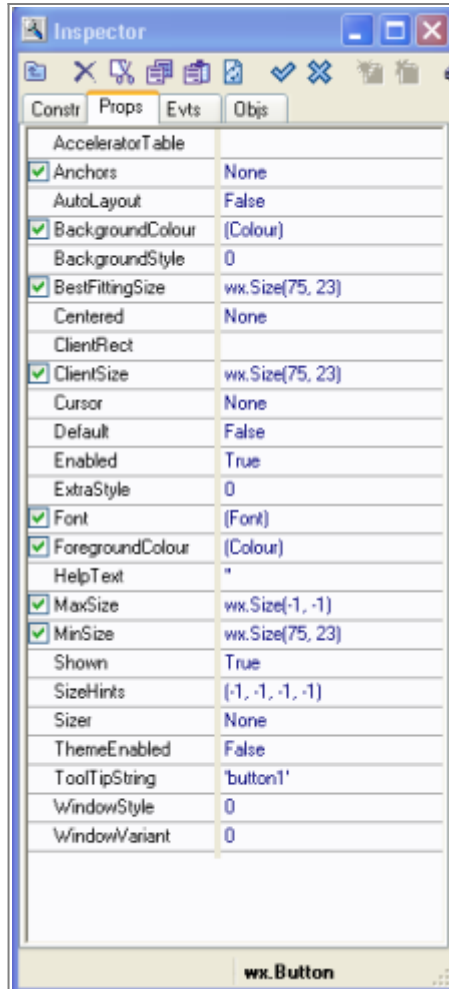 Inspector
Constr Props Evts Objs
AcceleratorTable
Anchors None
AutoLayout False
BackgroundColour (Colour)
BackgroundStyle 0
BestFittingSize wx.Size(75, 23)
Centered None
ClientRect
ClientSize wx.Size(75, 23)
Cursor None
Default False
Enabled True
ExtraStyle 0
Font (Font)
ForegroundColour (Colour)
HelpText ''
MaxSize wx.Size(-1, -1)
MinSize wx.Size(75, 23)
Shown True
SizeHints (-1, -1, -1, -1)
Sizer None
ThemeEnabled False
ToolTipString 'button1'
WindowStyle 0
WindowVariant 0
wx.Button